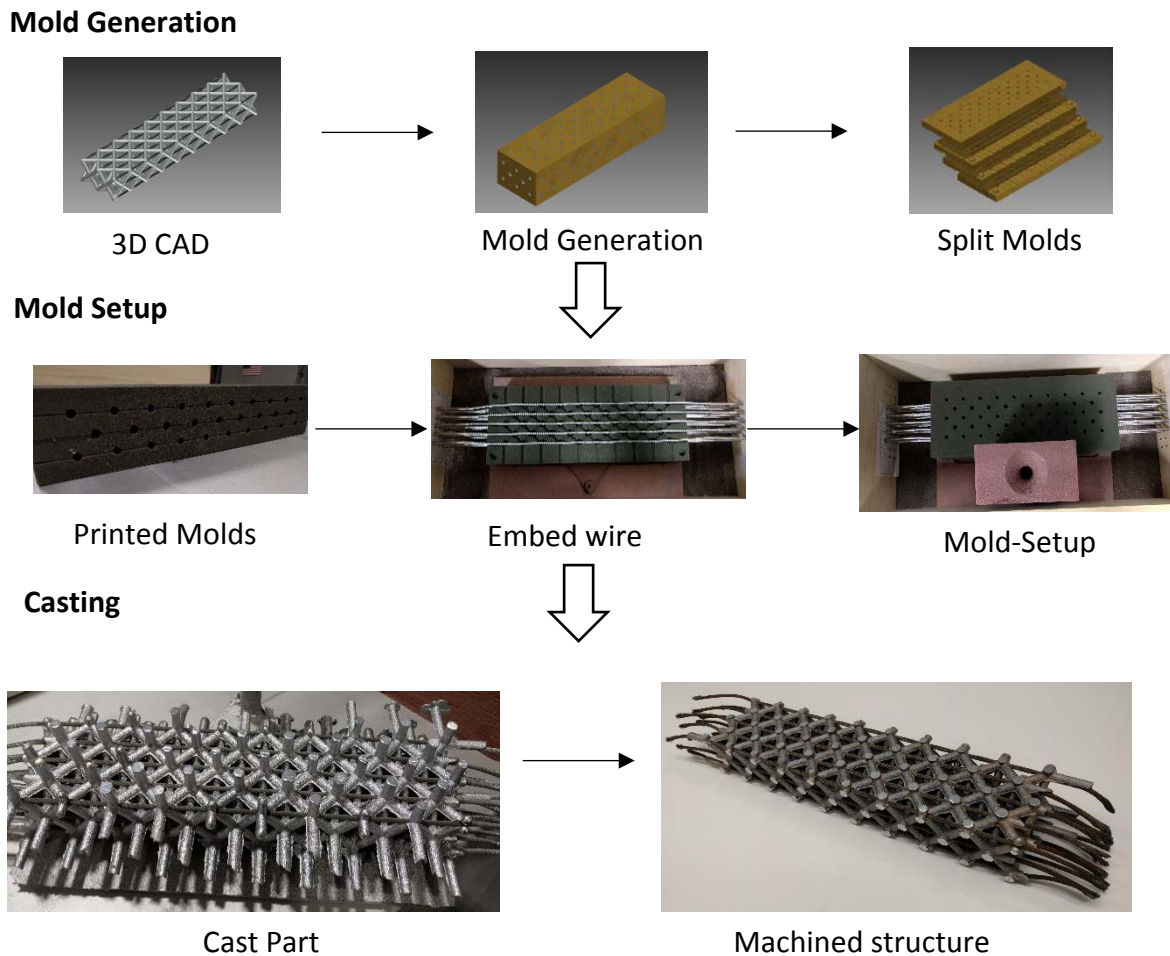 Mold Generation
3D CAD
Mold Generation
Split Molds
Mold Setup
Printed Molds
Embed wire
Mold-Setup
Casting
Cast Part
Machined structure